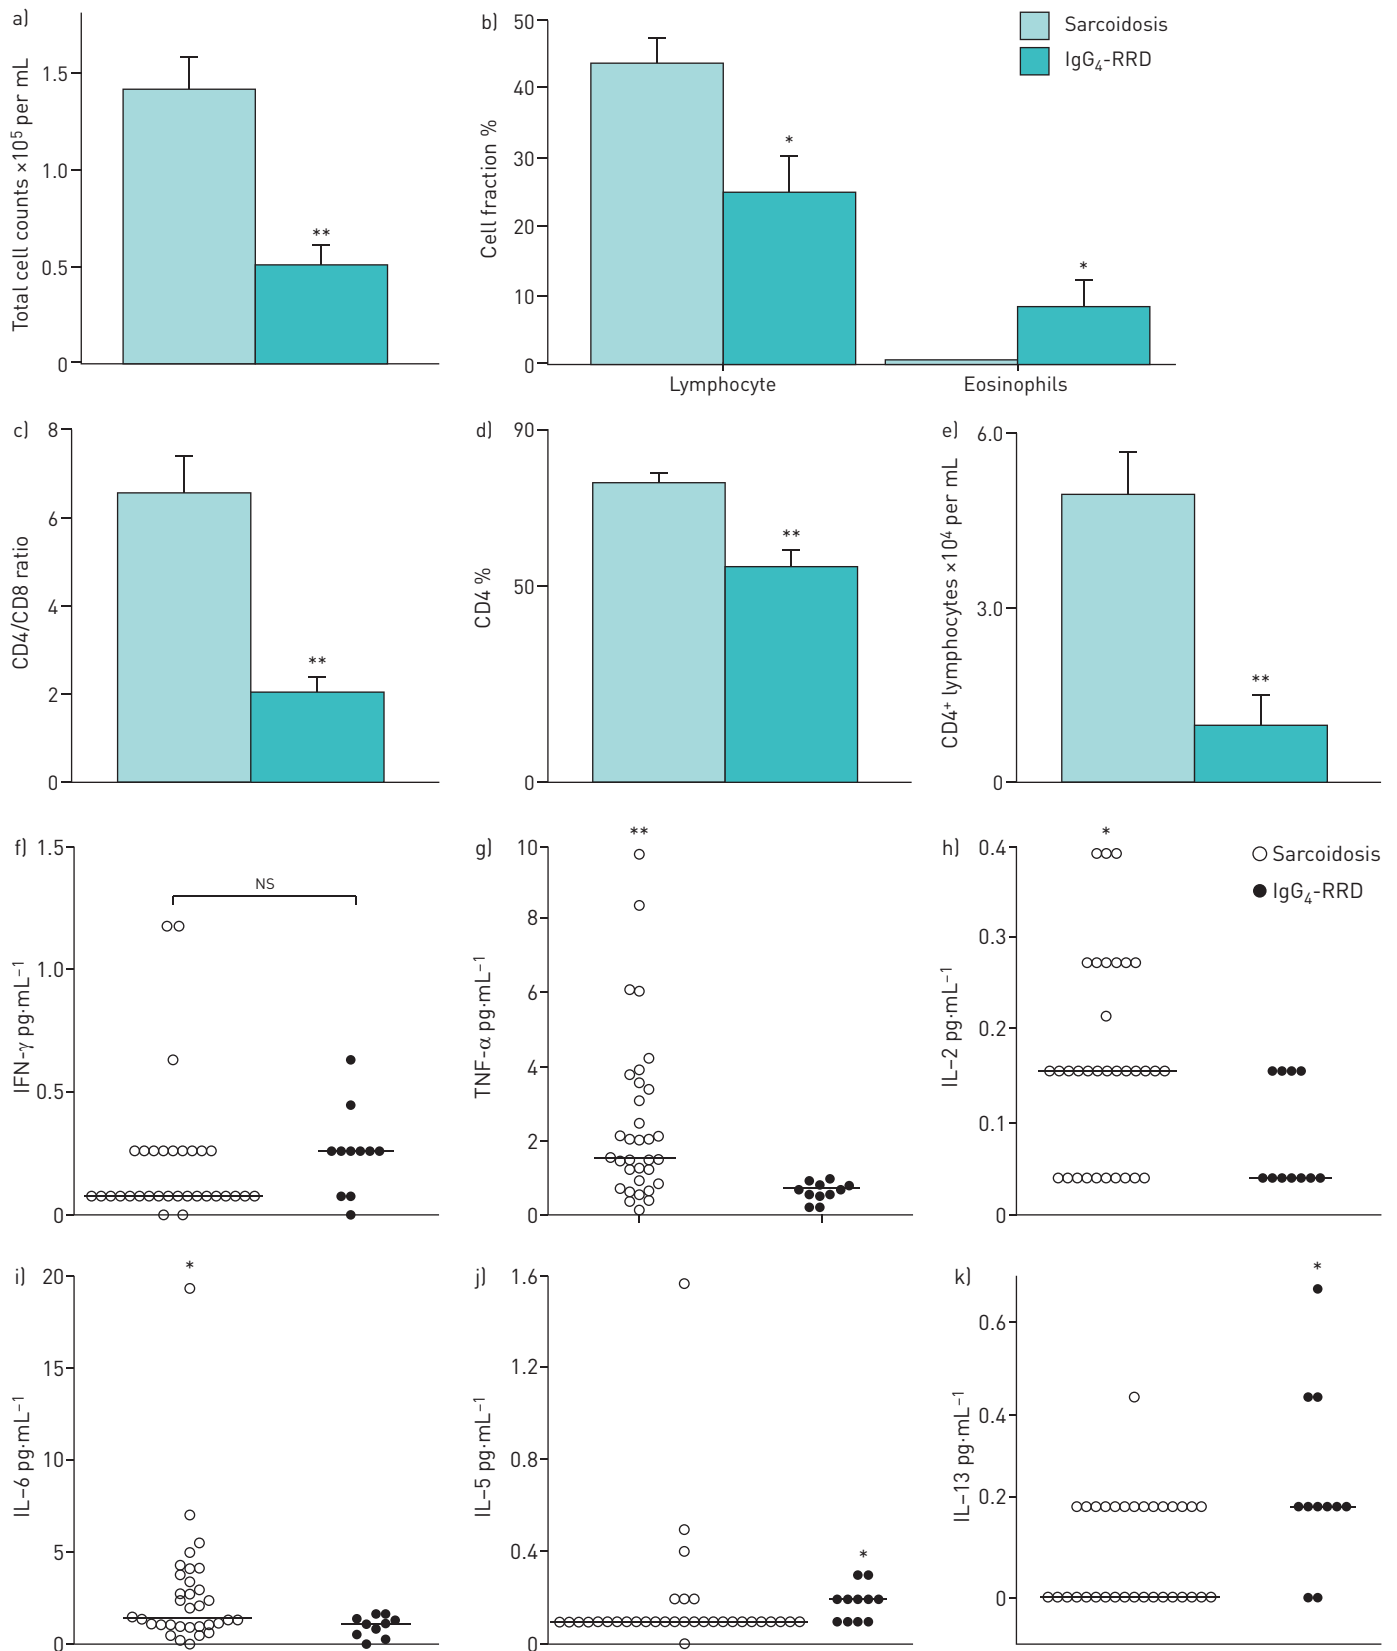 a)
Total cell counts ×10⁵ per mL
1.5
1.0
0.5
0
**
b)
Cell fraction %
50
40
30
20
10
0
*
*
Lymphocyte
Eosinophils
Sarcoidosis
IgG₄-RRD
c)
CD4/CD8 ratio
8
6
4
2
0
**
d)
CD4 %
90
50
0
**
e)
CD4⁺ lymphocytes ×10⁴ per mL
6.0
3.0
0
**
f)
IFN-γ pg·mL⁻¹
1.5
1.0
0.5
0
NS
g)
TNF-α pg·mL⁻¹
10
8
6
4
2
0
**
h)
IL–2 pg·mL⁻¹
0.4
0.3
0.2
0.1
0
*
Sarcoidosis
IgG₄-RRD
i)
IL–6 pg·mL⁻¹
20
15
10
5
0
*
j)
IL–5 pg·mL⁻¹
1.6
1.2
0.8
0.4
0
*
k)
IL–13 pg·mL⁻¹
0.6
0.4
0.2
0
*